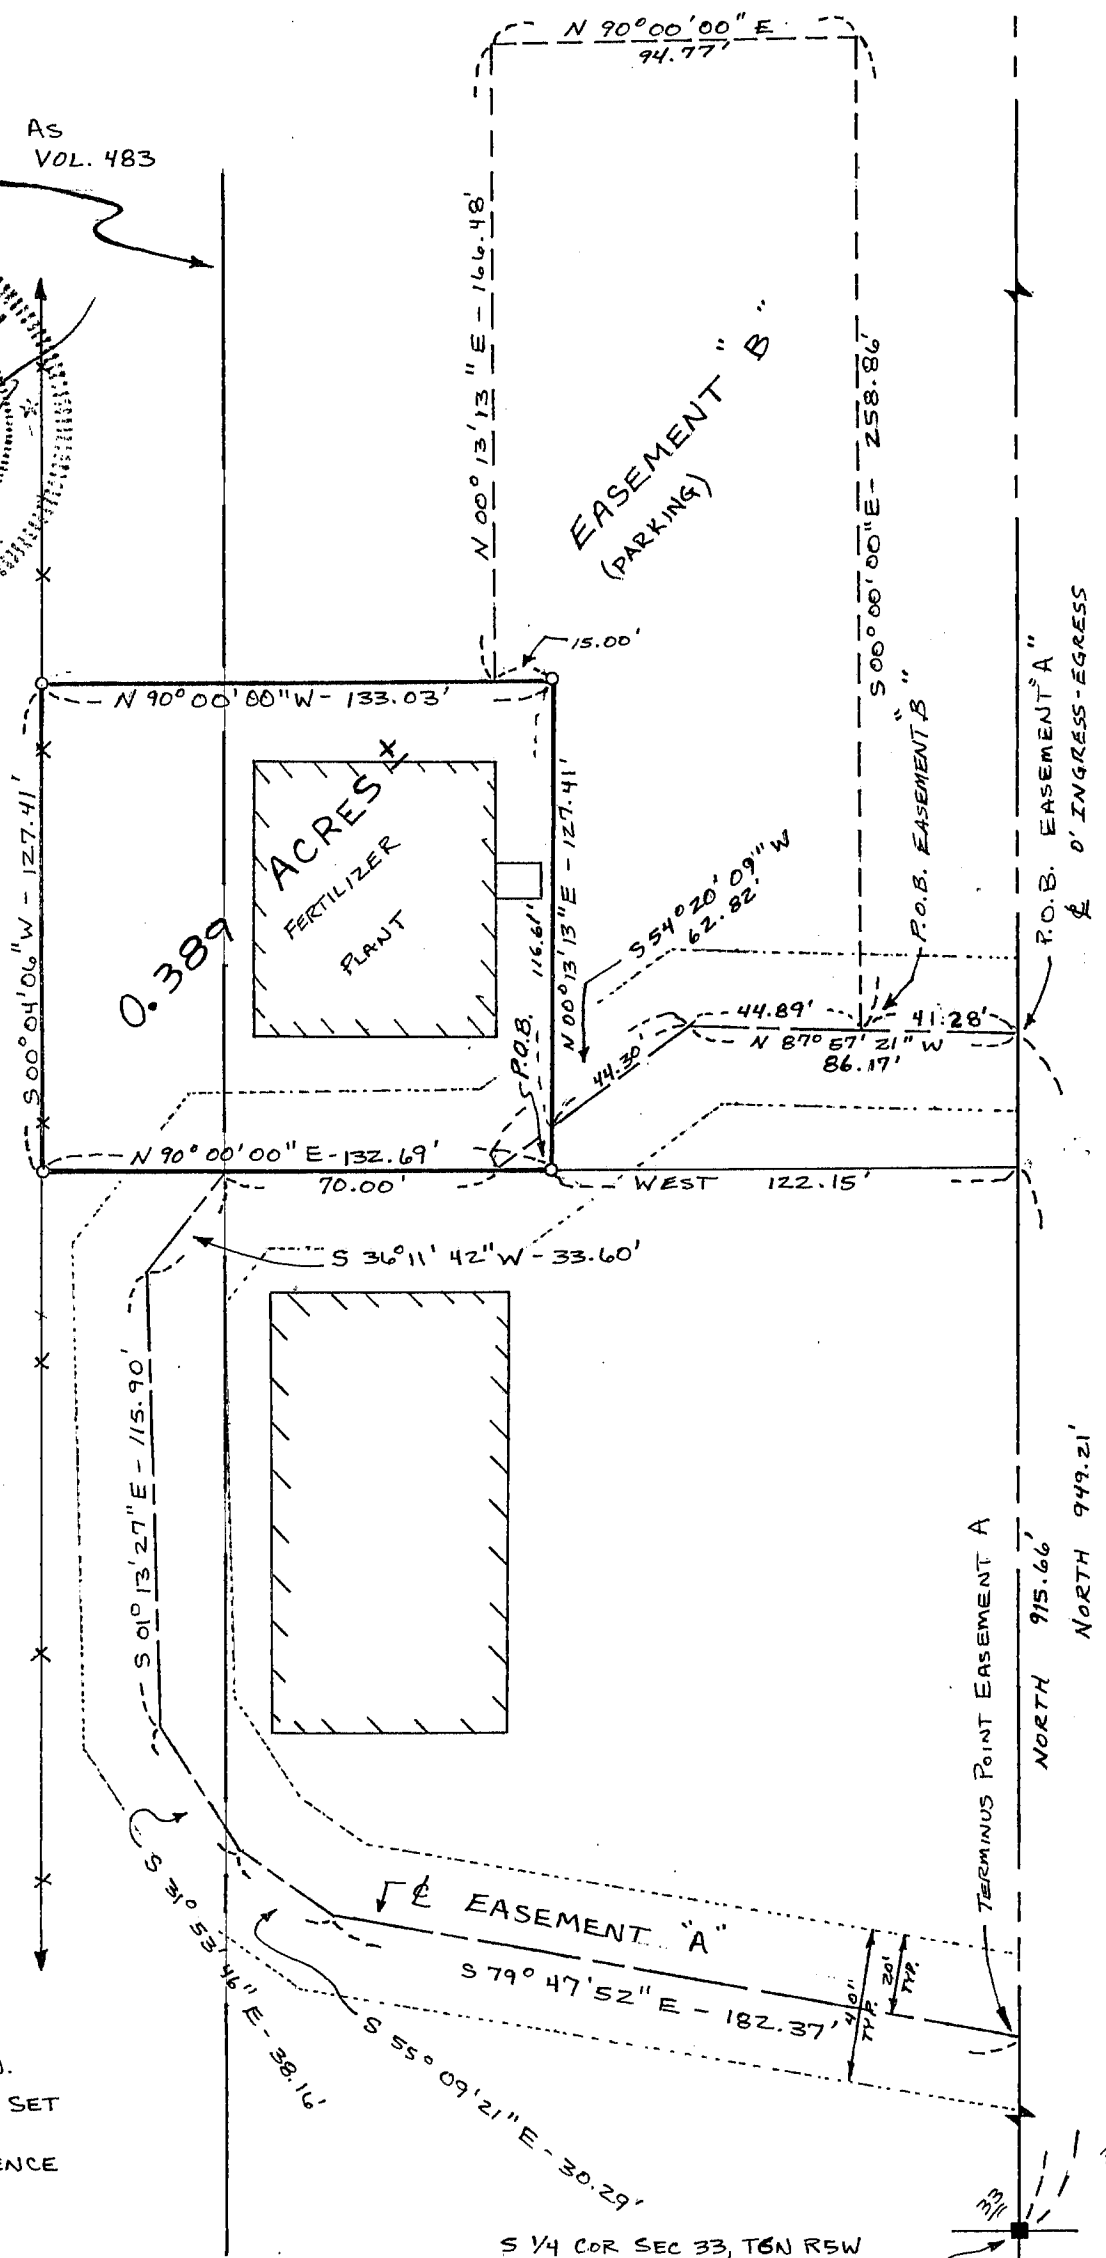 N 90°00'00" E
94.77'
AS
VOL. 483
N 00° 13' 13" E - 166.48'
EASEMENT "B"
(PARKING)
S 00° 00' 00" E - 258.86'
15.00'
N 90° 00' 00" W - 133.03'
S 00° 04' 06" W - 127.41'
0.389 ACRES ±
FERTILIZER
PLANT
116.61'
N 00° 13' 13" E - 127.41'
P.O.B.
S 54° 20' 09" W
62.82'
44.30'
P.O.B. EASEMENT "B"
44.89'
41.28'
N 87° 57' 21" W
86.17'
P.O.B. EASEMENT "A"
℄ 0' INGRESS-EGRESS
N 90° 00' 00" E - 132.69'
70.00'
WEST 122.15'
S 36° 11' 42" W - 33.60'
S 01° 13' 27" E - 115.90'
TERMINUS POINT EASEMENT A
NORTH 915.66'
NORTH 949.21'
℄ EASEMENT "A"
S 79° 47' 52" E - 182.37'
40"
TYP.
20'
TYP.
S 31° 53' 46" E - 38.16'
S 55° 09' 21" E - 30.29'
SET
ENCE
33
S 1/4 COR SEC 33, T6N R5W